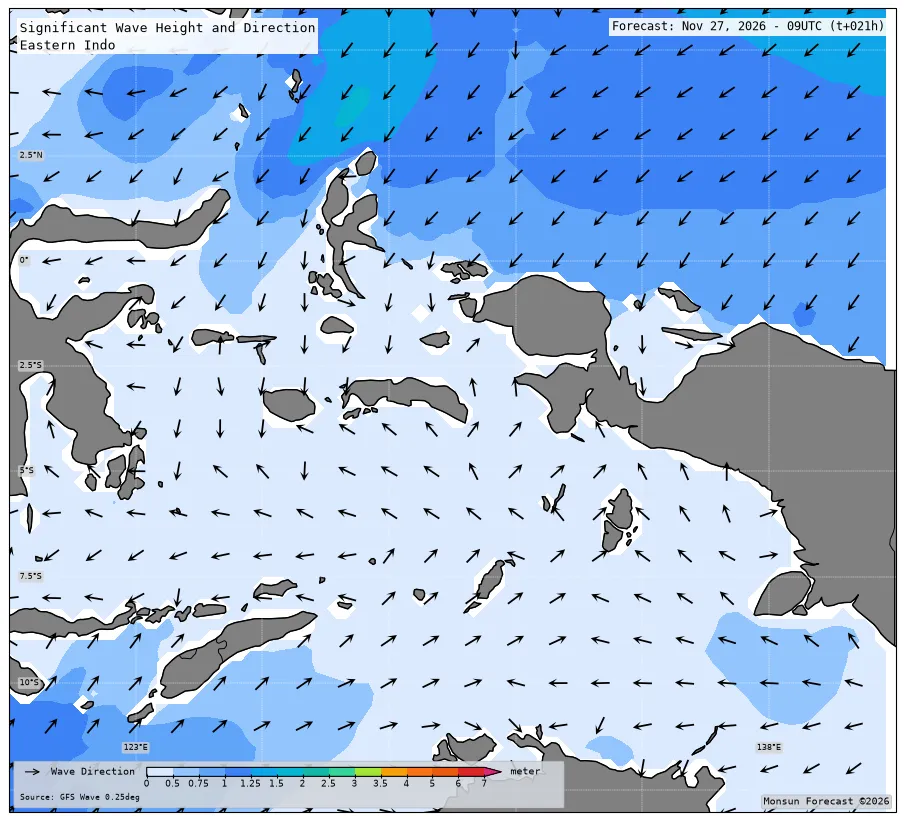 Significant Wave Height and Direction
Eastern Indo
Forecast: Nov 27, 2026 - 09UTC (t+021h)
2.5°N
0°
2.5°S
5°S
7.5°S
10°S
123°E
138°E
Wave Direction
meter
0 0.5 0.75 1 1.25 1.5 2 2.5 3 3.5 4 5 6 7
Source: GFS Wave 0.25deg
Monsun Forecast ©2026